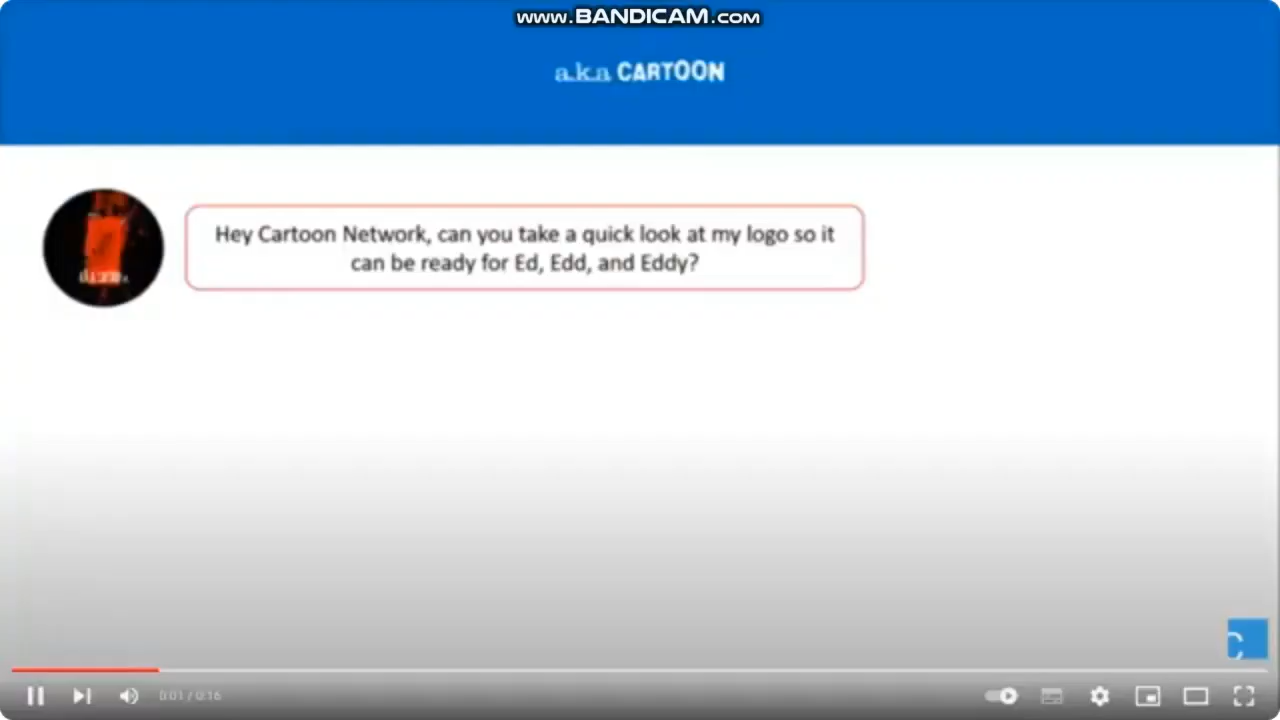 www.BANDICAM.com
a.k.a CARTOON
Hey Cartoon Network, can you take a quick look at my logo so it
can be ready for Ed, Edd, and Eddy?
C
0:01 / 0:16